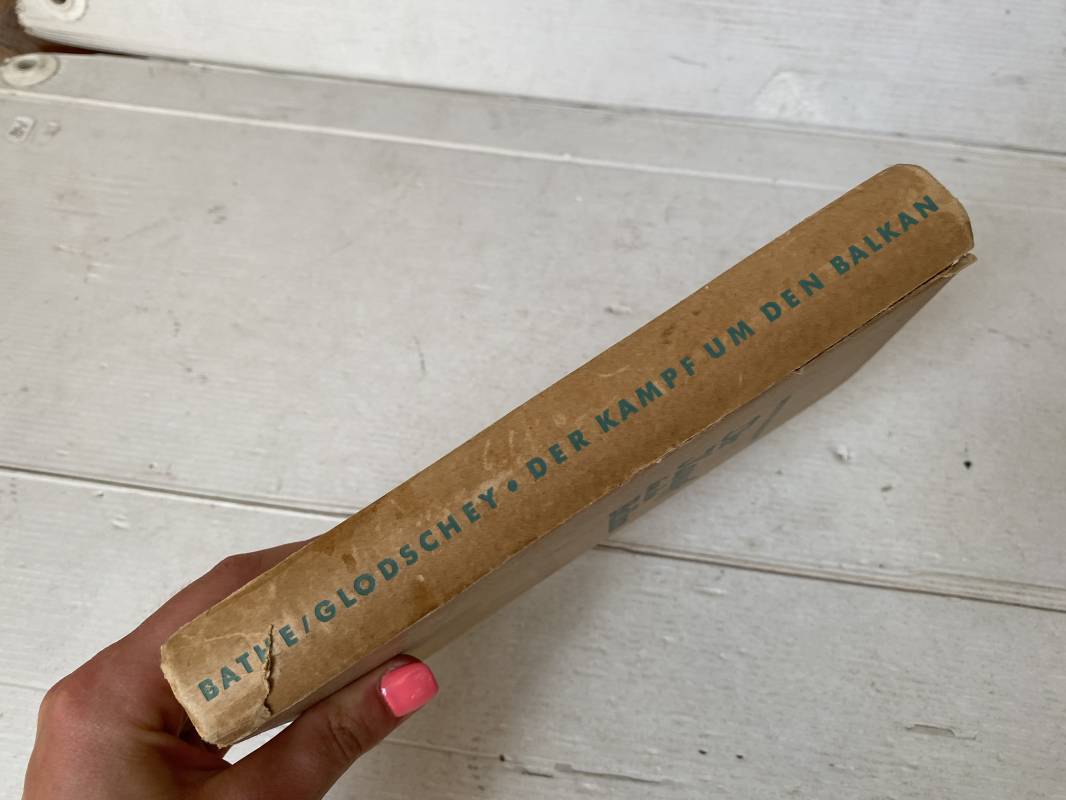 BATHE/GLODSCHEY • DER KAMPF UM DEN BALKAN